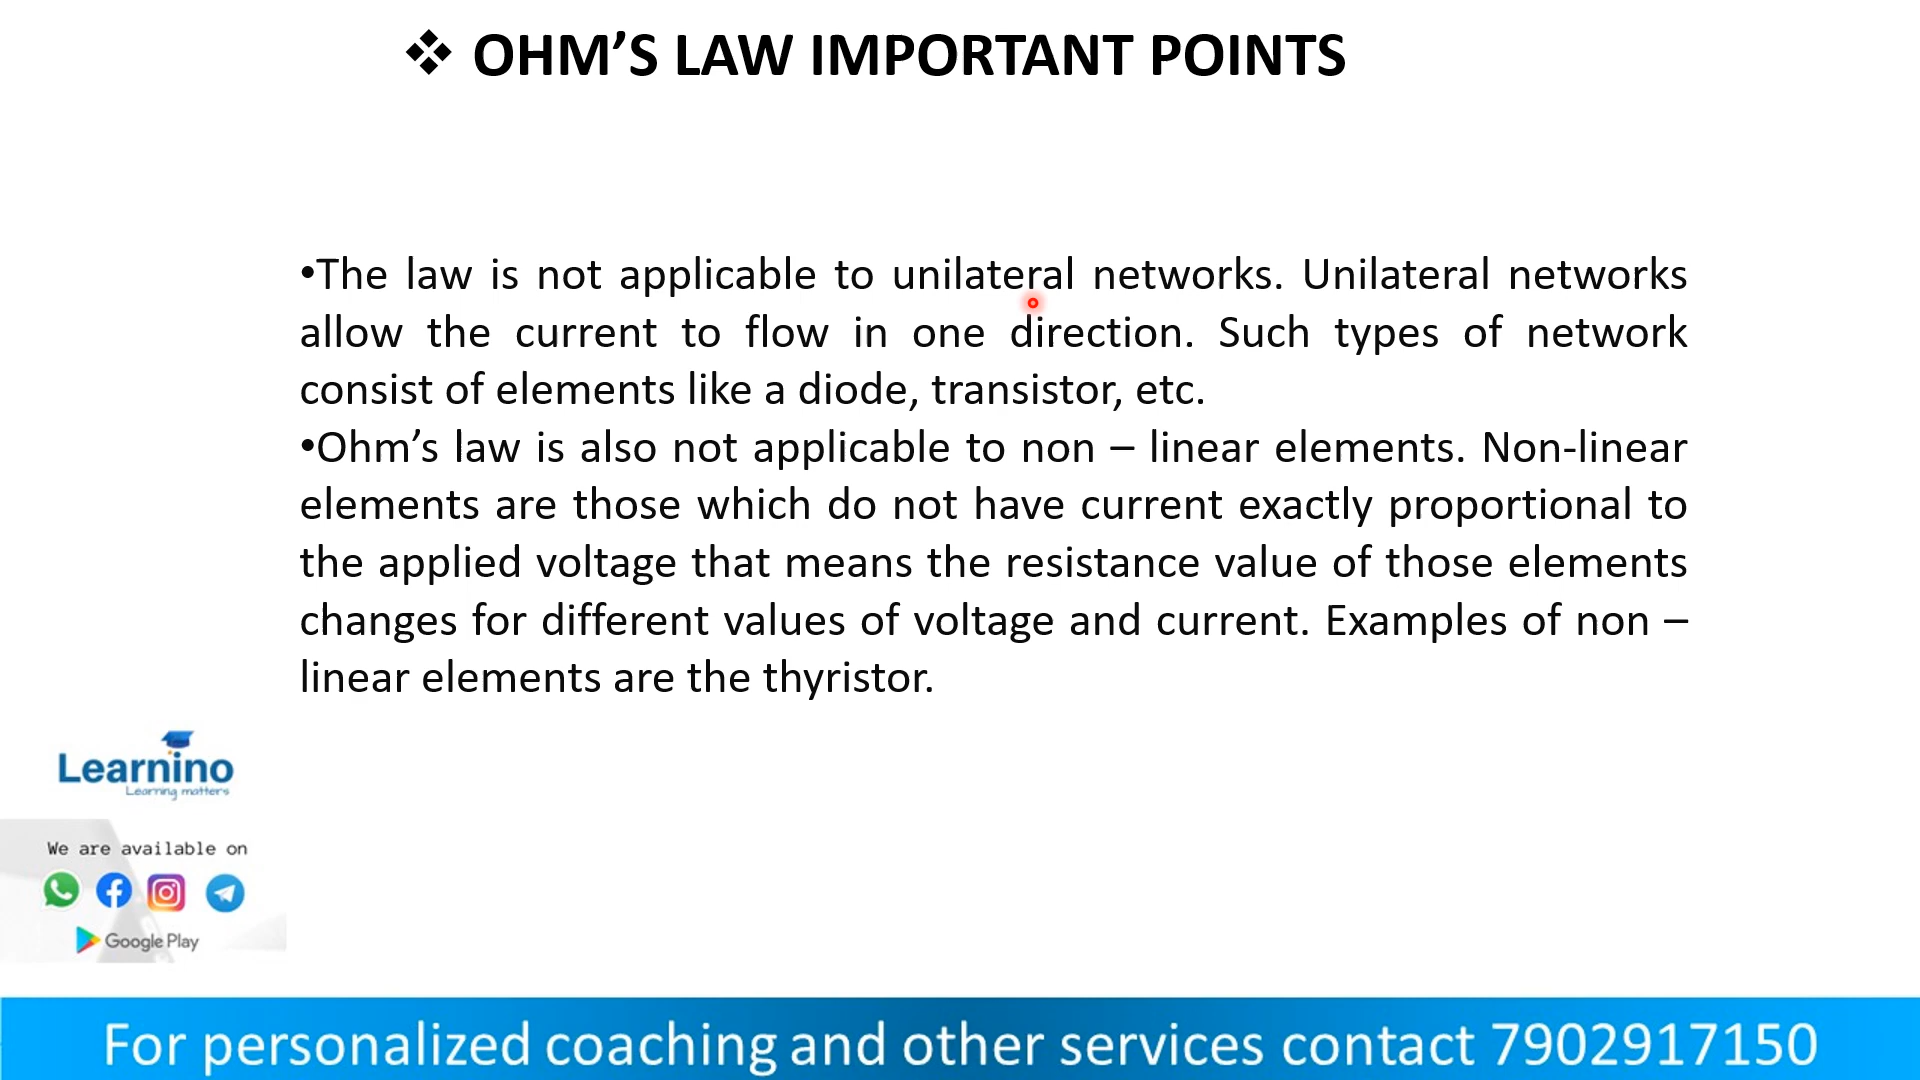 ❖ OHM’S LAW IMPORTANT POINTS
•The law is not applicable to unilateral networks. Unilateral networks
allow the current to flow in one direction. Such types of network
consist of elements like a diode, transistor, etc.
•Ohm’s law is also not applicable to non – linear elements. Non-linear
elements are those which do not have current exactly proportional to
the applied voltage that means the resistance value of those elements
changes for different values of voltage and current. Examples of non –
linear elements are the thyristor.
Learnino
Learning matters
We are available on
Google Play
For personalized coaching and other services contact 7902917150